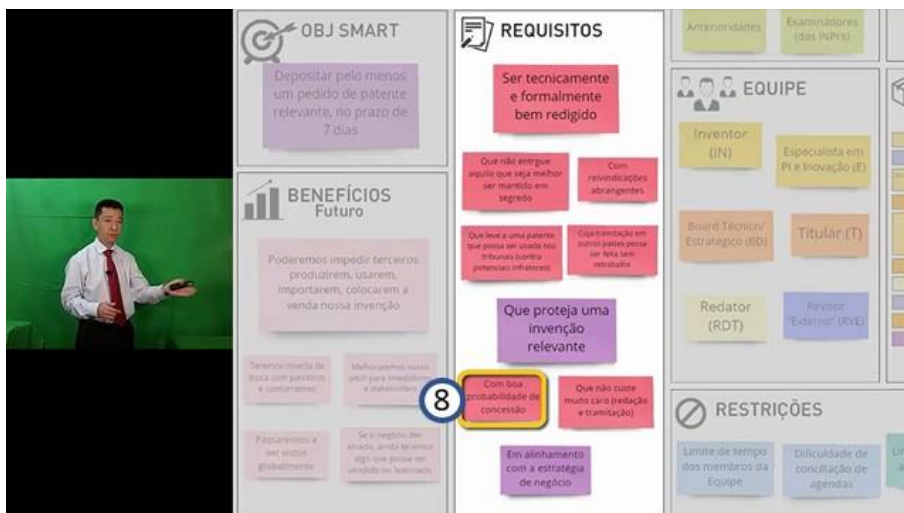 OBJ SMART
Depositar pelo menos
um pedido de patente
relevante, no prazo de
7 dias
BENEFÍCIOS
Futuro
Poderemos impedir terceiros
produzirem, usarem,
importarem, colocarem a
venda nossa invenção
Teremos moeda de
troca com parceiros
e concorrentes
Melhoraremos nosso
pitch para investidores
e stakeholders
Passaremos a
ser vistos
globalmente
Se o negócio der
errado, ainda teremos
algo que possa ser
vendido ou licenciado
REQUISITOS
Ser tecnicamente
e formalmente
bem redigido
Que não entrgue
aquilo que seja melhor
ser mantido em
segredo
Com
reivindicações
abrangentes
Que leve a uma patente
que possa ser usada nos
tribunais (contra
potenciais infratores)
Cuja tramitação em
outros países possa
ser feita sem
retrabalho
Que proteja uma
invenção
relevante
8
Com boa
probabilidade de
concessão
Que não custe
muito caro (redação
e tramitação)
Em alinhamento
com a estratégia
de negócio
Anterioridades
Examinadores
(dos INPI's)
EQUIPE
Inventor
(IN)
Especialista em
PI e Inovação (E)
Board Técnico/
Estratégico (BD)
Titular (T)
Redator
(RDT)
Revisor
"Externo" (RVE)
RESTRIÇÕES
Limite de tempo
dos membros da
Equipe
Dificuldade de
conciliação de
agendas